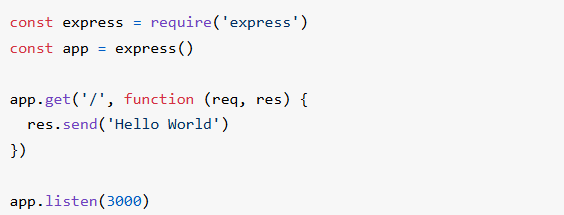 const express = require('express')
const app = express()
app.get('/', function (req, res) {
  res.send('Hello World')
})
app.listen(3000)